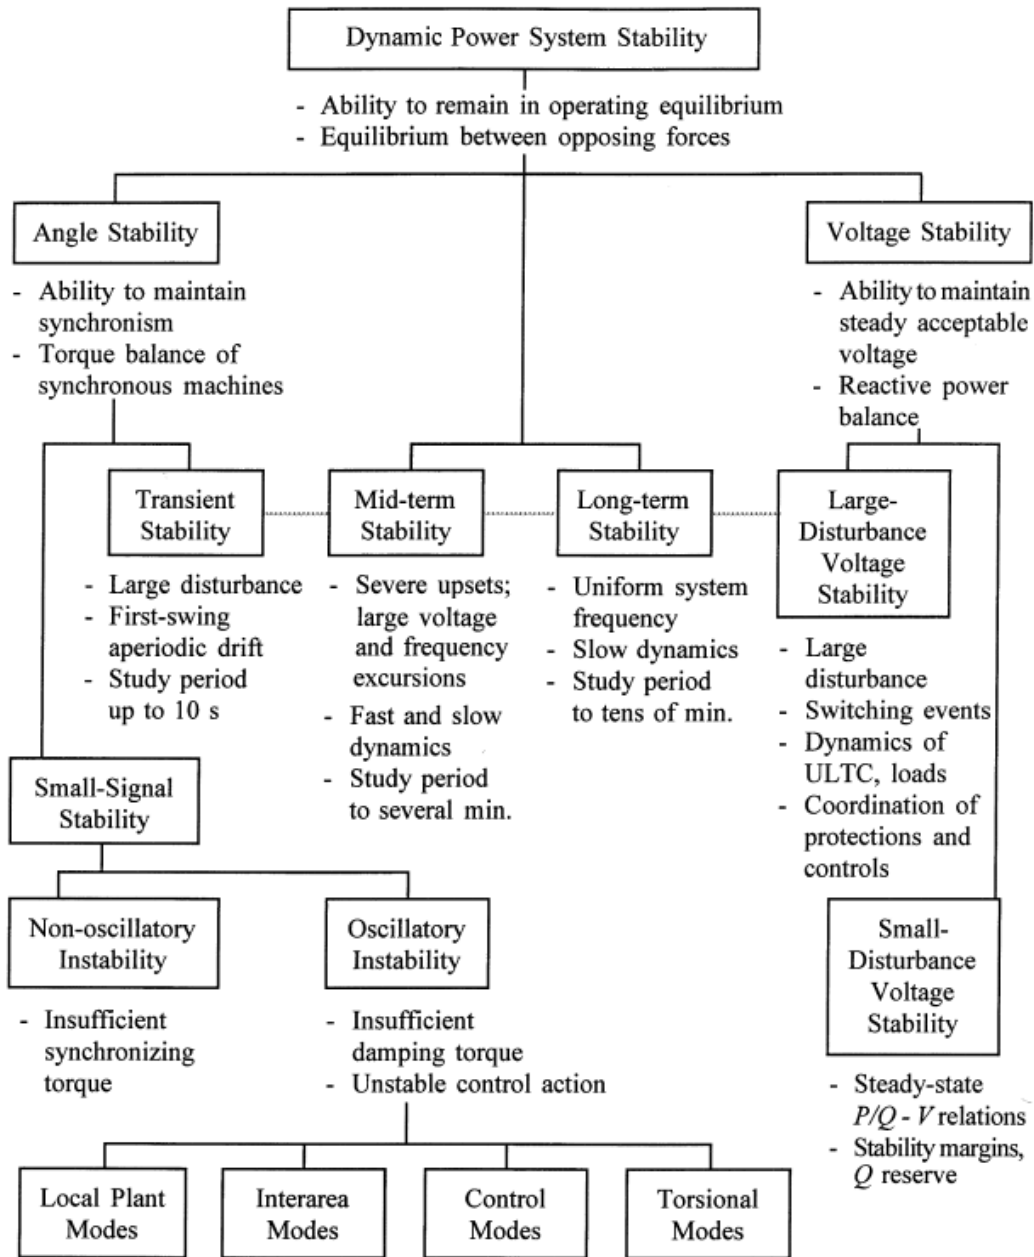 Dynamic Power System Stability
- Ability to remain in operating equilibrium
- Equilibrium between opposing forces
Angle Stability
- Ability to maintain
synchronism
- Torque balance of
synchronous machines
Voltage Stability
- Ability to maintain
steady acceptable
voltage
- Reactive power
balance
Transient
Stability
- Large disturbance
- First-swing
aperiodic drift
- Study period
up to 10 s
Mid-term
Stability
- Severe upsets;
large voltage
and frequency
excursions
- Fast and slow
dynamics
- Study period
to several min.
Long-term
Stability
- Uniform system
frequency
- Slow dynamics
- Study period
to tens of min.
Large-
Disturbance
Voltage
Stability
- Large
disturbance
- Switching events
- Dynamics of
ULTC, loads
- Coordination of
protections and
controls
Small-Signal
Stability
Non-oscillatory
Instability
- Insufficient
synchronizing
torque
Oscillatory
Instability
- Insufficient
damping torque
- Unstable control action
Small-
Disturbance
Voltage
Stability
- Steady-state
P/Q - V relations
- Stability margins,
Q reserve
Local Plant
Modes
Interarea
Modes
Control
Modes
Torsional
Modes